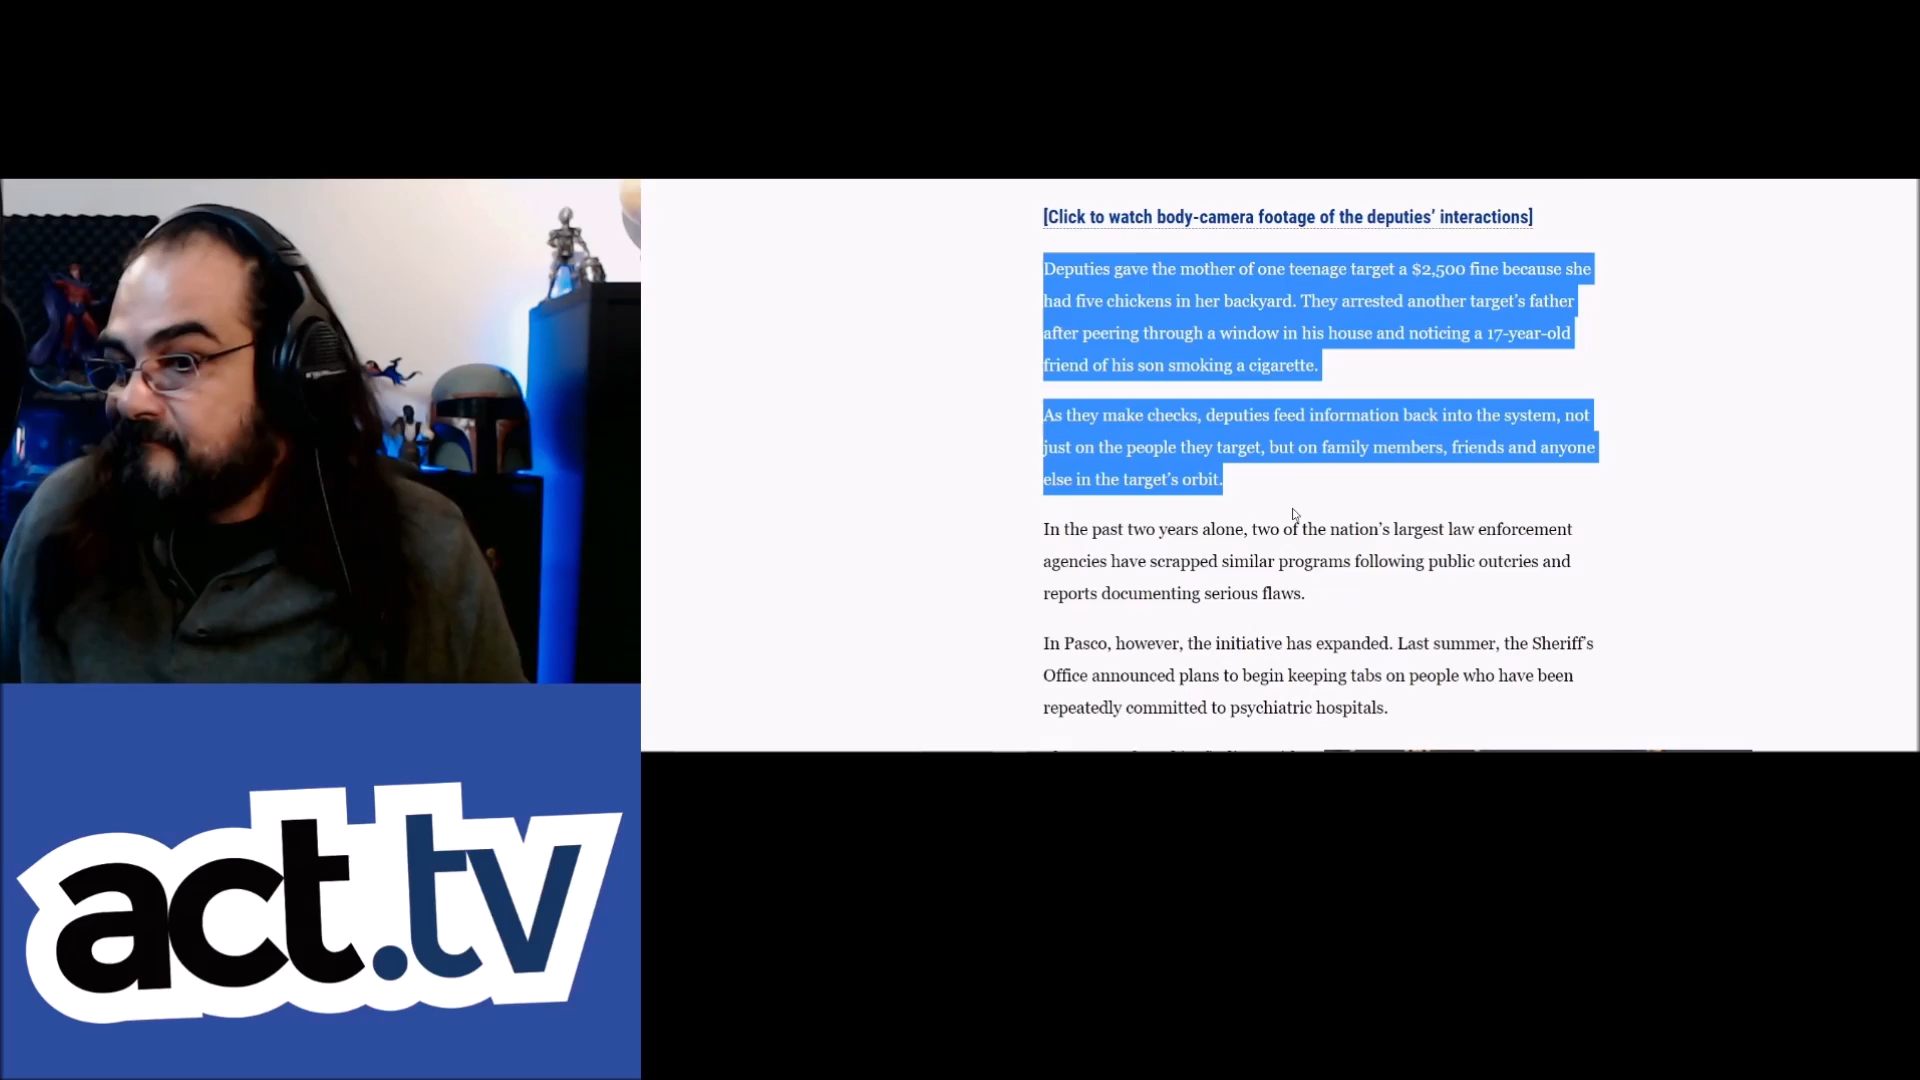 [Click to watch body-camera footage of the deputies’ interactions]
Deputies gave the mother of one teenage target a $2,500 fine because she
had five chickens in her backyard. They arrested another target’s father
after peering through a window in his house and noticing a 17-year-old
friend of his son smoking a cigarette.
As they make checks, deputies feed information back into the system, not
just on the people they target, but on family members, friends and anyone
else in the target’s orbit.
In the past two years alone, two of the nation’s largest law enforcement
agencies have scrapped similar programs following public outcries and
reports documenting serious flaws.
In Pasco, however, the initiative has expanded. Last summer, the Sheriff’s
Office announced plans to begin keeping tabs on people who have been
repeatedly committed to psychiatric hospitals.
act.tv